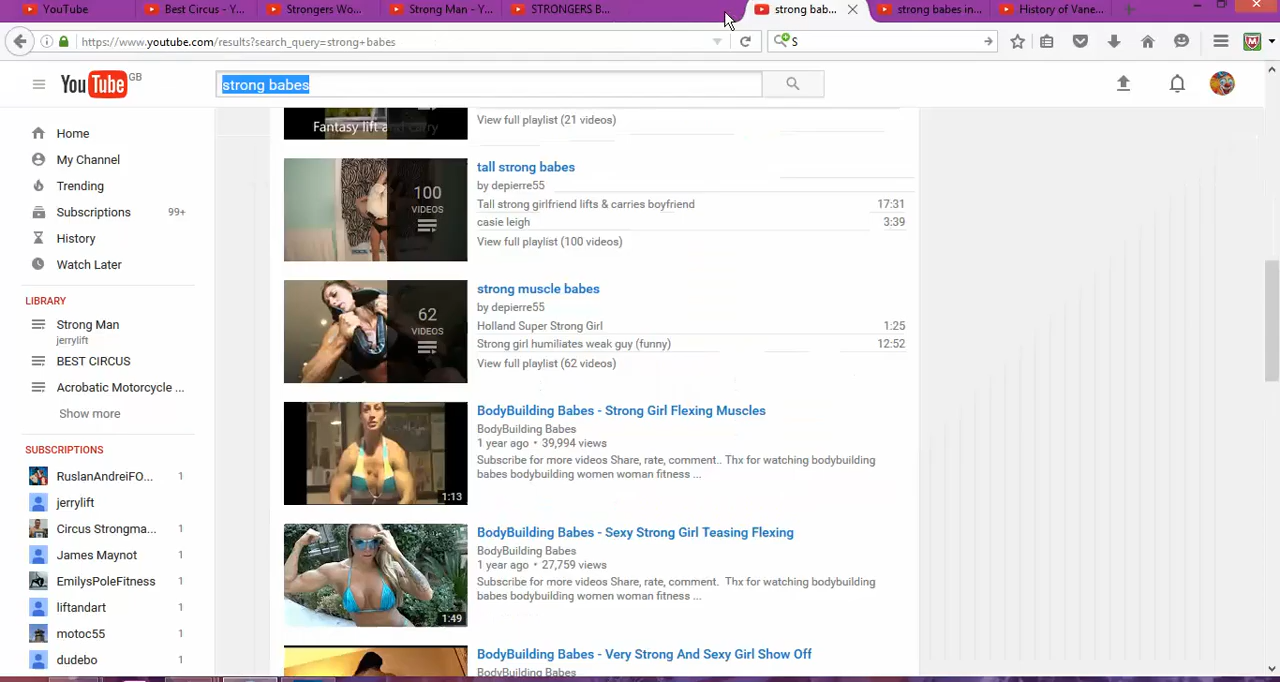 YouTube
Best Circus - Y...
Strongers Wo...
Strong Man - Y...
STRONGERS B...
strong bab...
strong babes in...
History of Vane...
https://www.youtube.com/results?search_query=strong+babes
S
YouTube GB
strong babes
Home
My Channel
Trending
Subscriptions 99+
History
Watch Later
LIBRARY
Strong Man
jerrylift
BEST CIRCUS
Acrobatic Motorcycle ...
Show more
SUBSCRIPTIONS
RuslanAndreiFO... 1
jerrylift
Circus Strongma... 1
James Maynot 1
EmilysPoleFitness 1
liftandart 1
motoc55 1
dudebo 1
Fantasy lift and carry
View full playlist (21 videos)
100
VIDEOS
tall strong babes
by depierre55
Tall strong girlfriend lifts & carries boyfriend 17:31
casie leigh 3:39
View full playlist (100 videos)
62
VIDEOS
strong muscle babes
by depierre55
Holland Super Strong Girl 1:25
Strong girl humiliates weak guy (funny) 12:52
View full playlist (62 videos)
1:13
BodyBuilding Babes - Strong Girl Flexing Muscles
BodyBuilding Babes
1 year ago • 39,994 views
Subscribe for more videos Share, rate, comment.. Thx for watching bodybuilding
babes bodybuilding women woman fitness ...
1:49
BodyBuilding Babes - Sexy Strong Girl Teasing Flexing
BodyBuilding Babes
1 year ago • 27,759 views
Subscribe for more videos Share, rate, comment. Thx for watching bodybuilding
babes bodybuilding women woman fitness ...
BodyBuilding Babes - Very Strong And Sexy Girl Show Off
BodyBuilding Babes